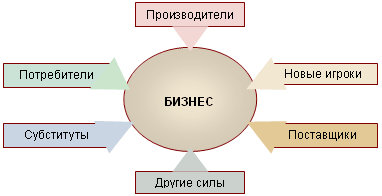 Производители
Потребители
Новые игроки
БИЗНЕС
Субституты
Поставщики
Другие силы